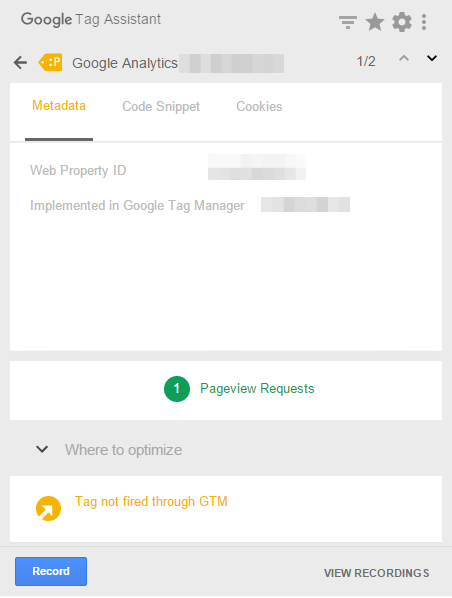 Google Tag Assistant
:P Google Analytics 1/2
Metadata Code Snippet Cookies
Web Property ID
Implemented in Google Tag Manager
1 Pageview Requests
Where to optimize
Tag not fired through GTM
Record VIEW RECORDINGS